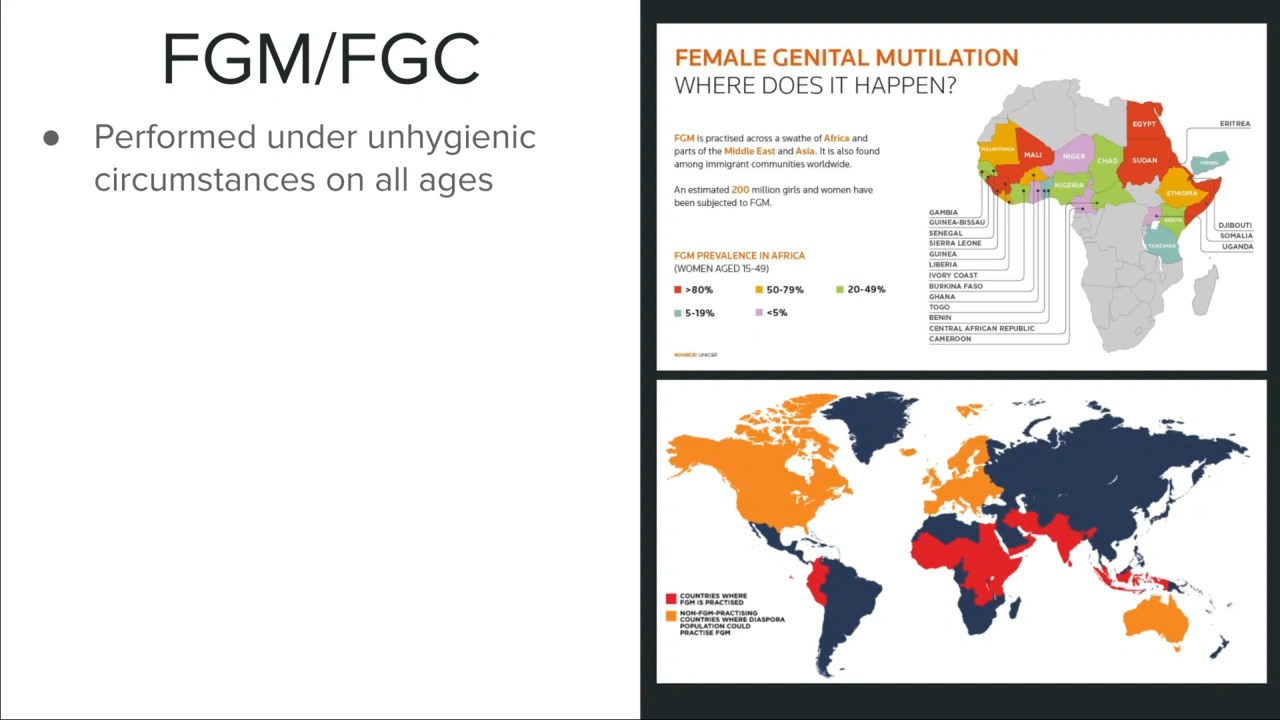 FGM/FGC
● Performed under unhygienic
circumstances on all ages
FEMALE GENITAL MUTILATION
WHERE DOES IT HAPPEN?
FGM is practised across a swathe of Africa and
parts of the Middle East and Asia. It is also found
among immigrant communities worldwide.
An estimated 200 million girls and women have
been subjected to FGM.
FGM PREVALENCE IN AFRICA
(WOMEN AGED 15-49)
>80%
50-79%
20-49%
5-19%
<5%
SOURCE: UNICEF
EGYPT
ERITREA
MAURITANIA
MALI
NIGER
CHAD
SUDAN
YEMEN
NIGERIA
ETHIOPIA
KENYA
TANZANIA
GAMBIA
GUINEA-BISSAU
SENEGAL
SIERRA LEONE
GUINEA
LIBERIA
IVORY COAST
BURKINA FASO
GHANA
TOGO
BENIN
CENTRAL AFRICAN REPUBLIC
CAMEROON
DJIBOUTI
SOMALIA
UGANDA
COUNTRIES WHERE
FGM IS PRACTISED
NON-FGM-PRACTISING
COUNTRIES WHERE DIASPORA
POPULATION COULD
PRACTISE FGM